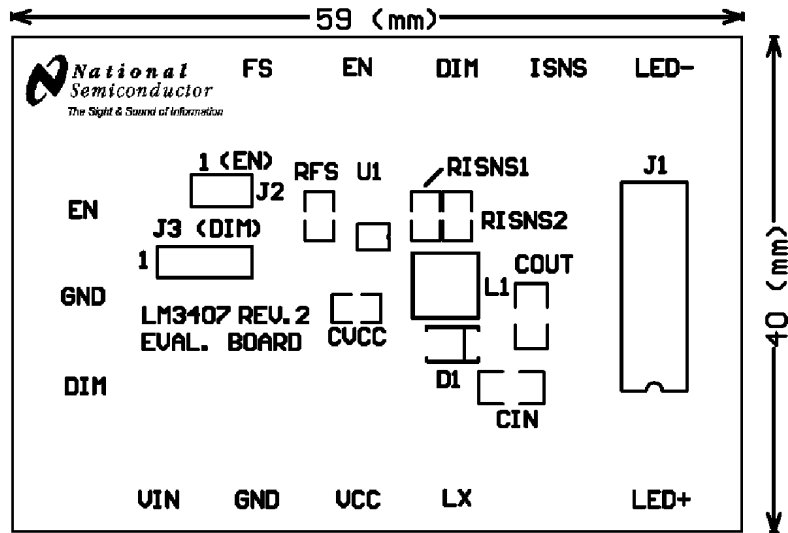 59 (mm)
National
Semiconductor
The Sight & Sound of Information
FS EN DIM ISNS LED-
1 (EN)
J2
RFS U1
RISNS1
RISNS2
J1
EN
J3 (DIM)
1
COUT
L1
40 (mm)
GND
LM3407 REV.2
EVAL. BOARD
CVCC
D1
DIM
CIN
VIN GND VCC LX LED+